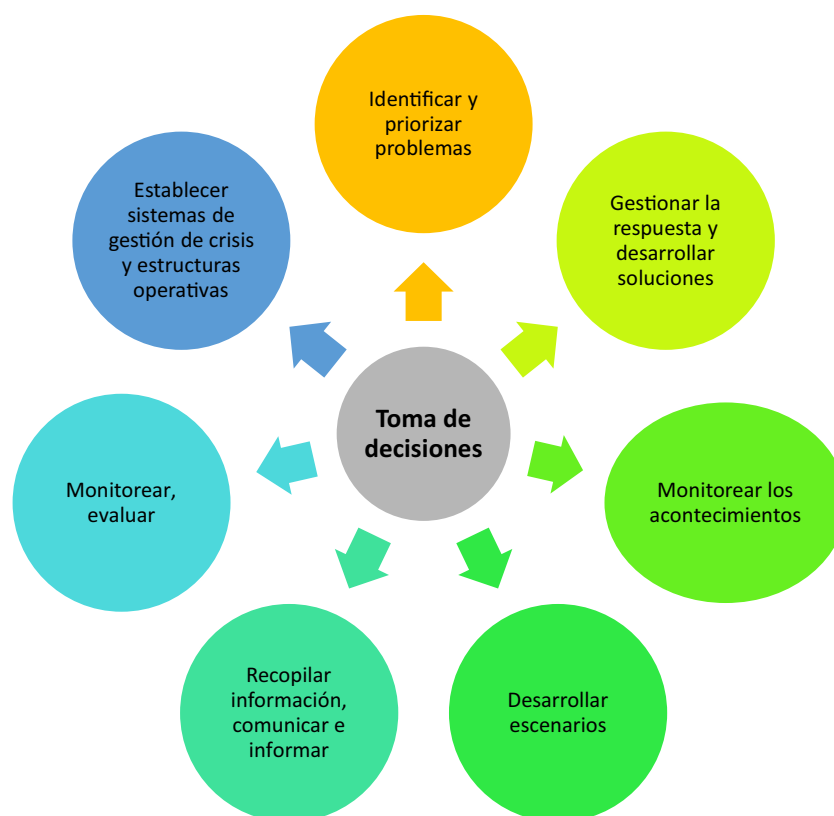 Identificar y
priorizar
problemas
Gestionar la
respuesta y
desarrollar
soluciones
Monitorear los
acontecimientos
Desarrollar
escenarios
Recopilar
información,
comunicar e
informar
Monitorear,
evaluar
Establecer
sistemas de
gestión de crisis
y estructuras
operativas
Toma de
decisiones